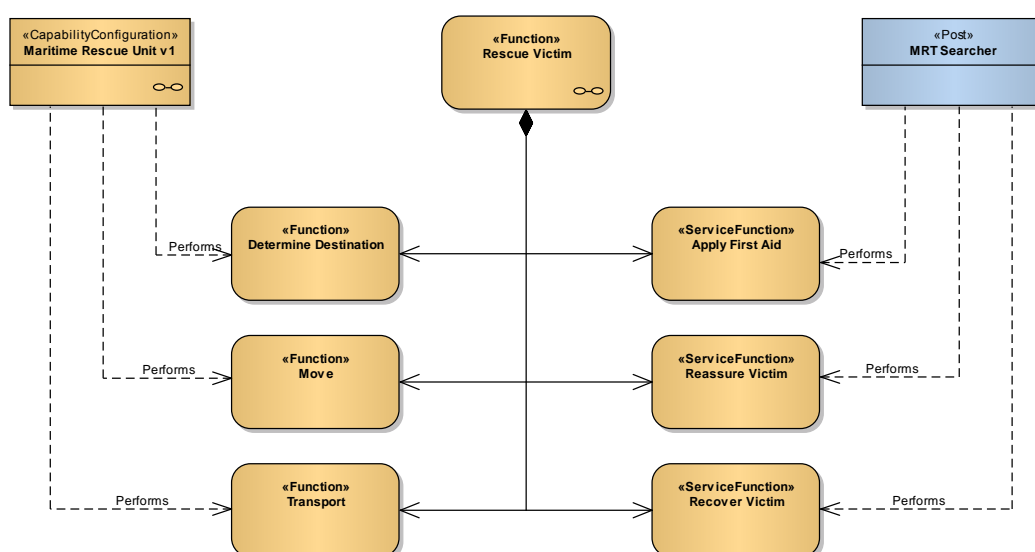 «CapabilityConfiguration»
Maritime Rescue Unit v1
«Function»
Rescue Victim
«Post»
MRT Searcher
«Function»
Determine Destination
«ServiceFunction»
Apply First Aid
Performs
Performs
«Function»
Move
«ServiceFunction»
Reassure Victim
Performs
Performs
«Function»
Transport
«ServiceFunction»
Recover Victim
Performs
Performs